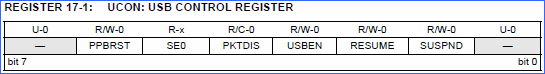 REGISTER 17-1: UCON: USB CONTROL REGISTER
U-0 R/W-0 R-x R/C-0 R/W-0 R/W-0 R/W-0 U-0
— PPBRST SE0 PKTDIS USBEN RESUME SUSPND —
bit 7 bit 0